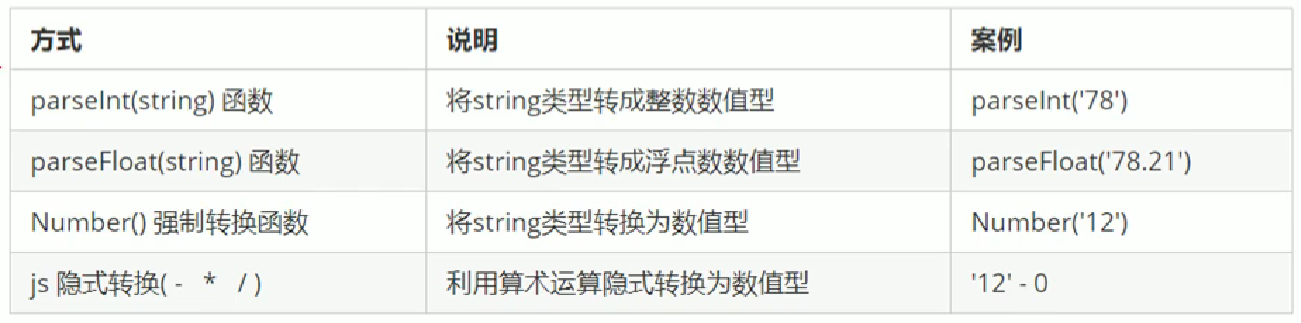 方式 说明 案例
parseInt(string) 函数 将string类型转成整数数值型 parseInt('78')
parseFloat(string) 函数 将string类型转成浮点数数值型 parseFloat('78.21')
Number() 强制转换函数 将string类型转换为数值型 Number('12')
js 隐式转换( - * / ) 利用算术运算隐式转换为数值型 '12' - 0